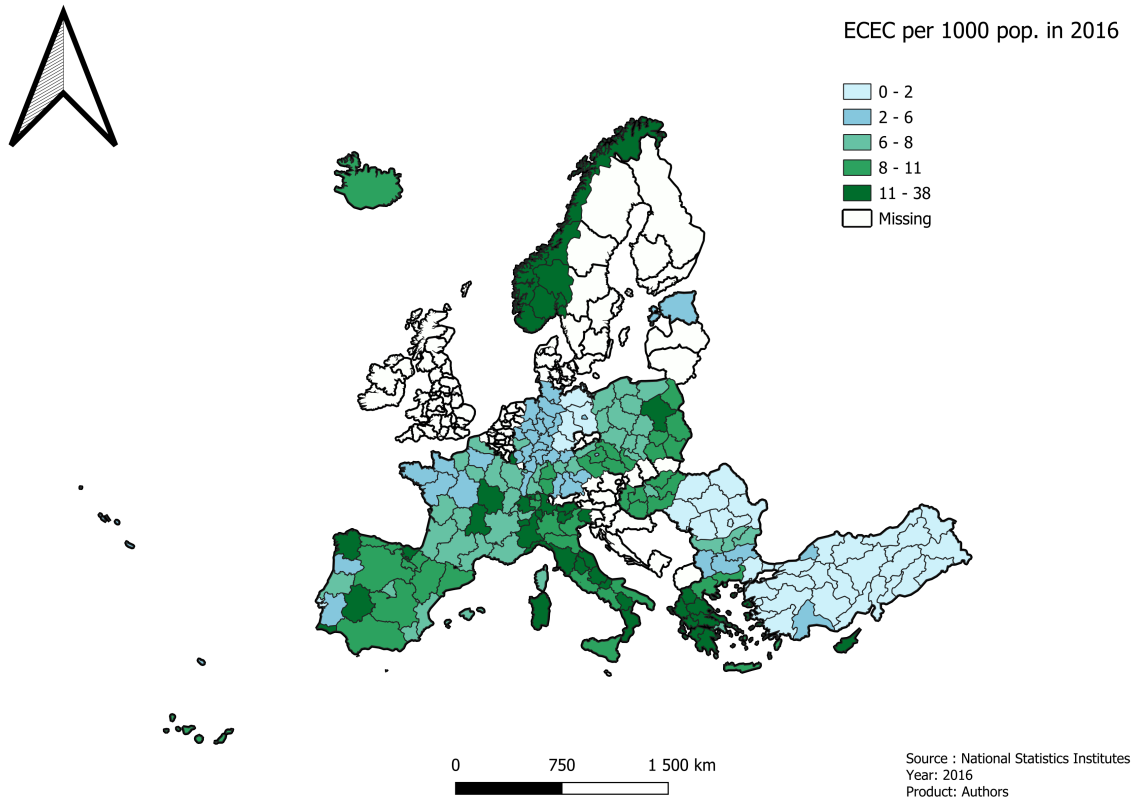 ECEC per 1000 pop. in 2016
0 - 2
2 - 6
6 - 8
8 - 11
11 - 38
Missing
0 750 1 500 km
Source : National Statistics Institutes
Year: 2016
Product: Authors